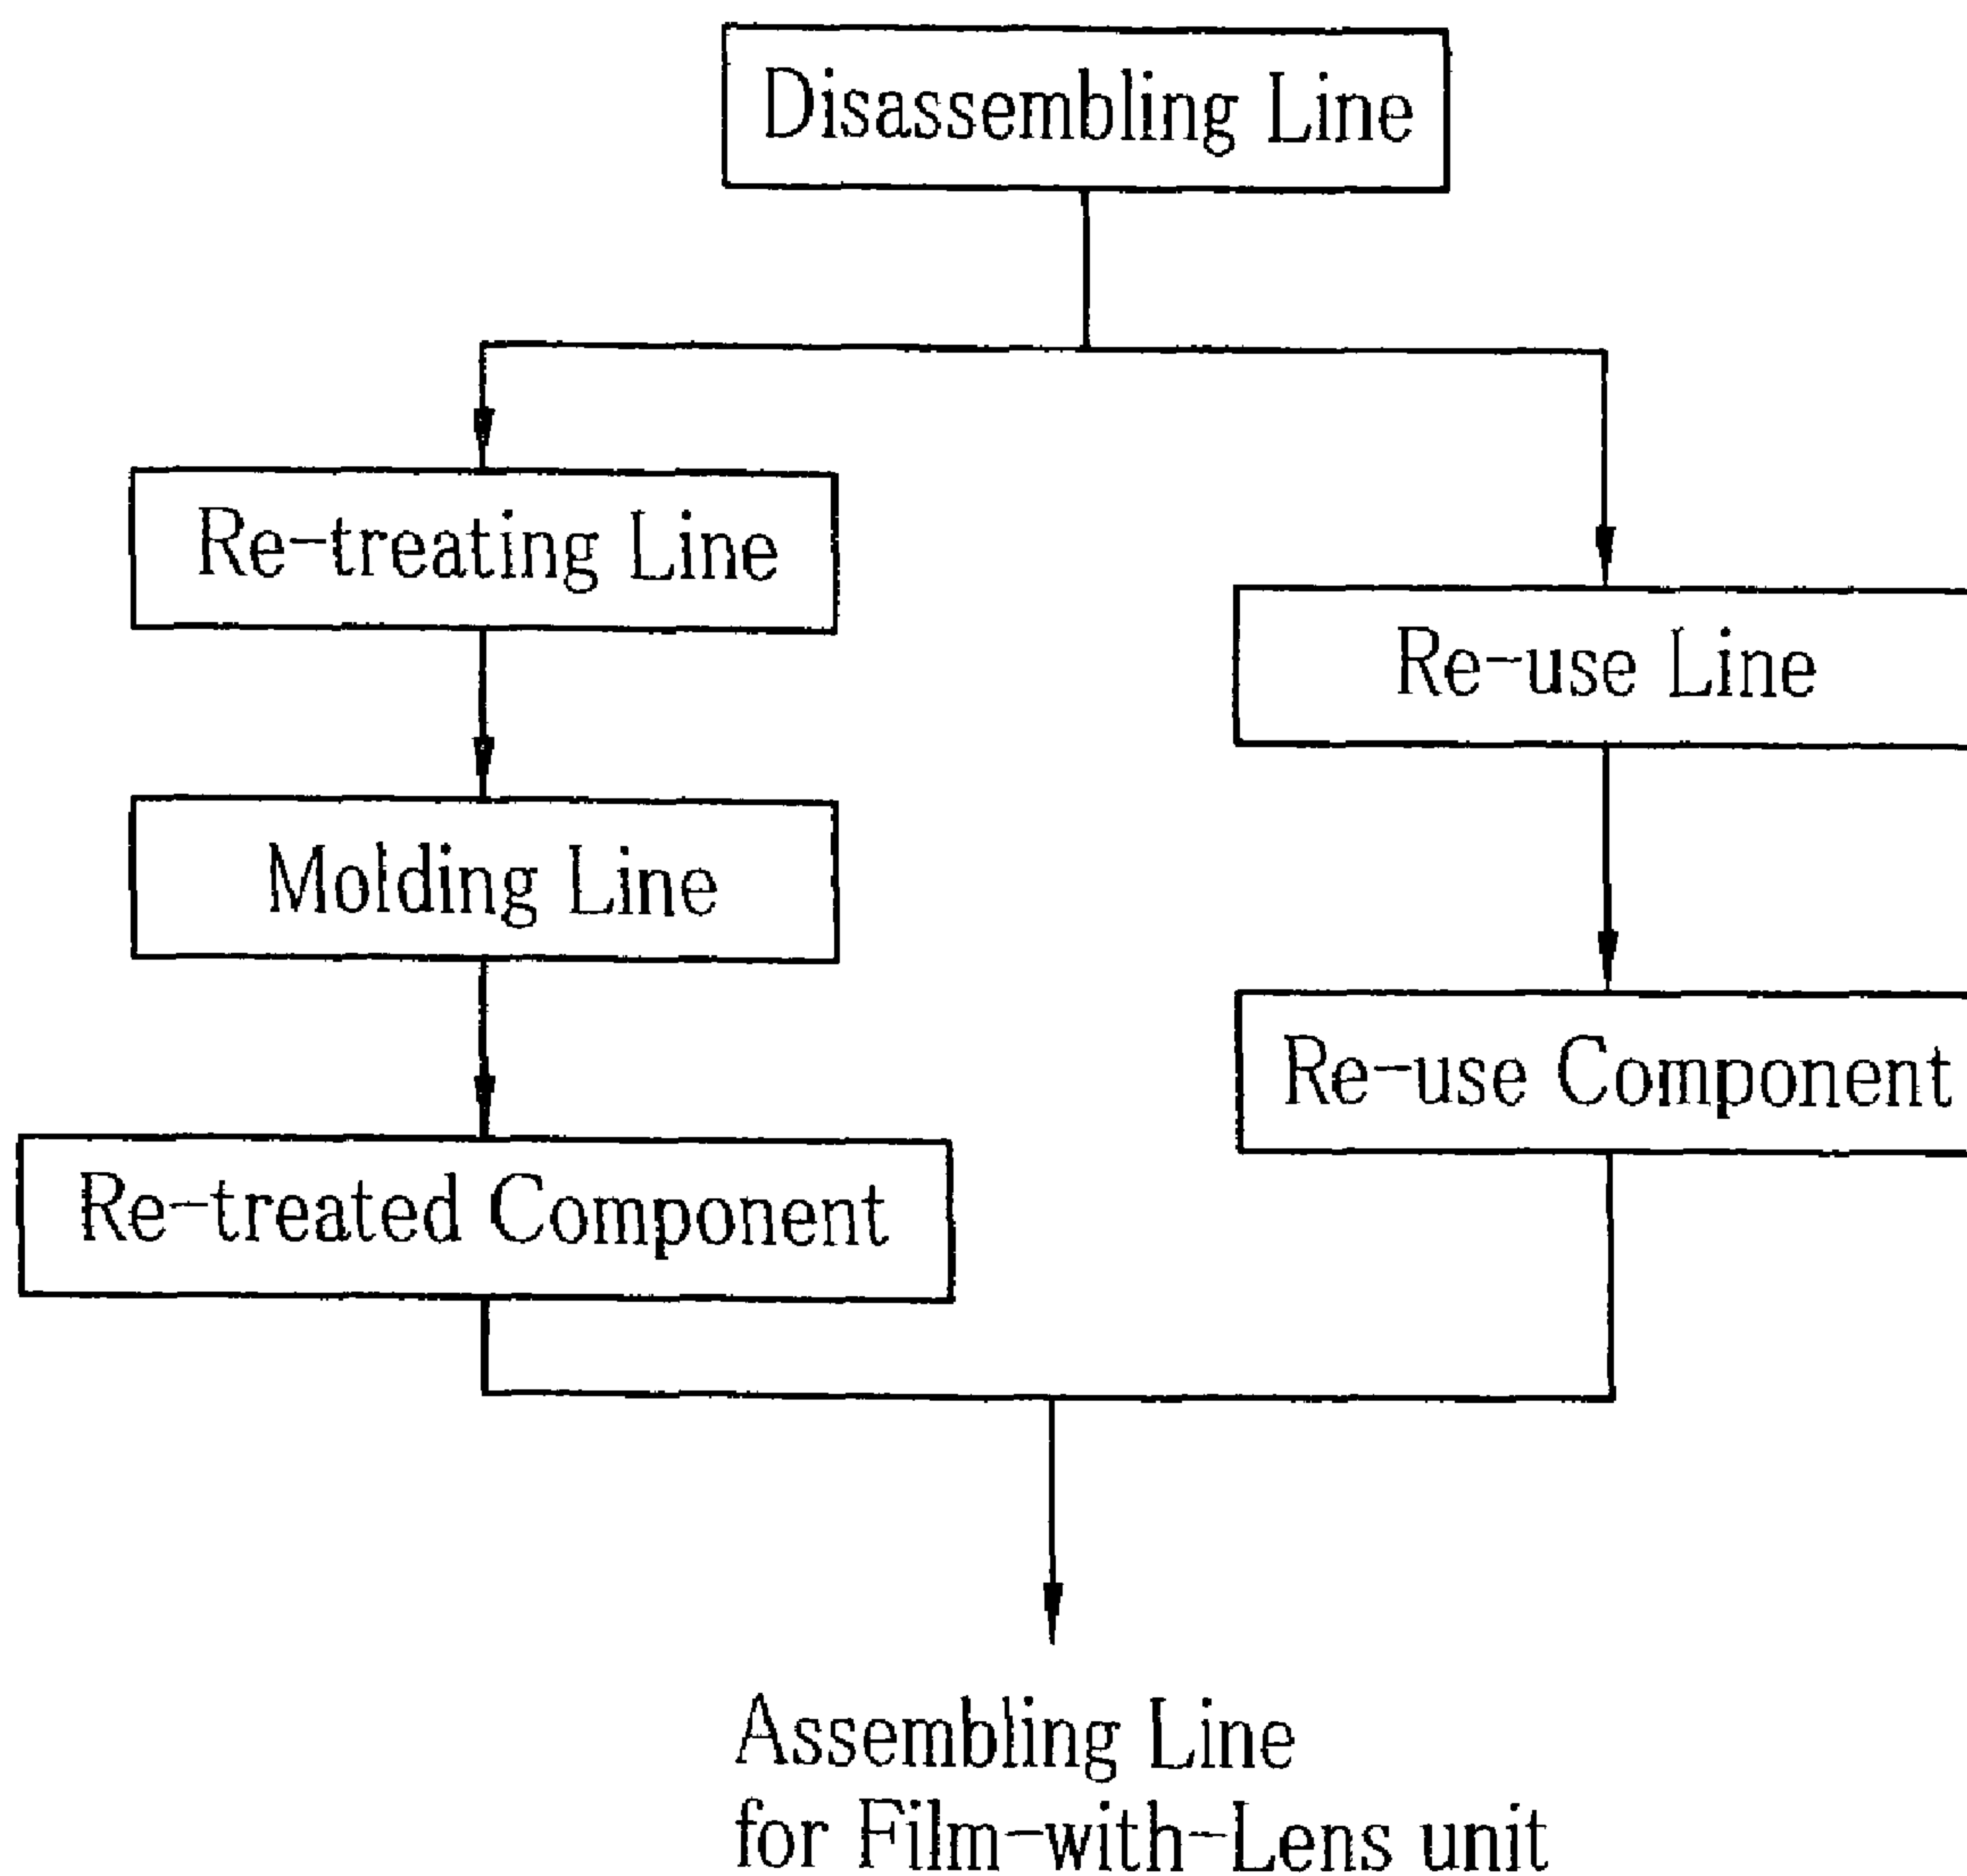 Disassembling Line
Re-treating Line
Re-use Line
Molding Line
Re-use Component
Re-treated Component
Assembling Line
for Film-with-Lens unit